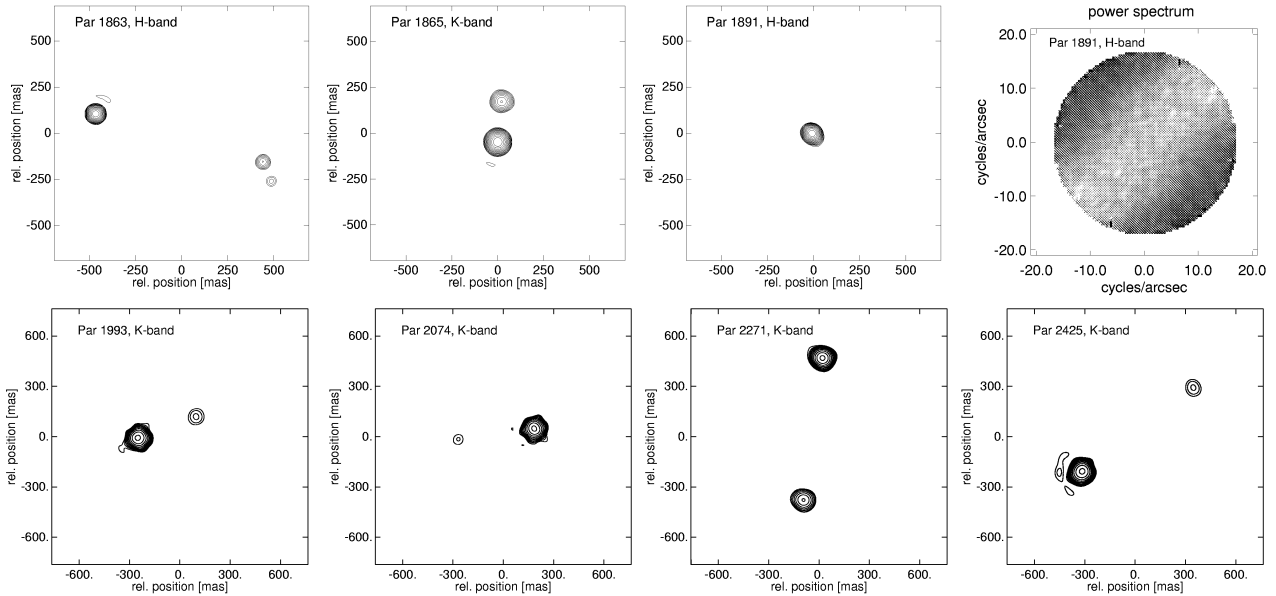 Par 1863, H-band
500
250
0
-250
-500
-500 -250 0 250 500
rel. position [mas]
rel. position [mas]
Par 1865, K-band
500
250
0
-250
-500
-500 -250 0 250 500
rel. position [mas]
rel. position [mas]
Par 1891, H-band
500
250
0
-250
-500
-500 -250 0 250 500
rel. position [mas]
rel. position [mas]
power spectrum
Par 1891, H-band
20.0
10.0
0.0
-10.0
-20.0
-20.0 -10.0 0.0 10.0 20.0
cycles/arcsec
cycles/arcsec
Par 1993, K-band
600.
300.
0.
-300.
-600.
-600. -300. 0. 300. 600.
rel. position [mas]
rel. position [mas]
Par 2074, K-band
600.
300.
0.
-300.
-600.
-600. -300. 0. 300. 600.
rel. position [mas]
rel. position [mas]
Par 2271, K-band
600.
300.
0.
-300.
-600.
-600. -300. 0. 300. 600.
rel. position [mas]
rel. position [mas]
Par 2425, K-band
600.
300.
0.
-300.
-600.
-600. -300. 0. 300. 600.
rel. position [mas]
rel. position [mas]